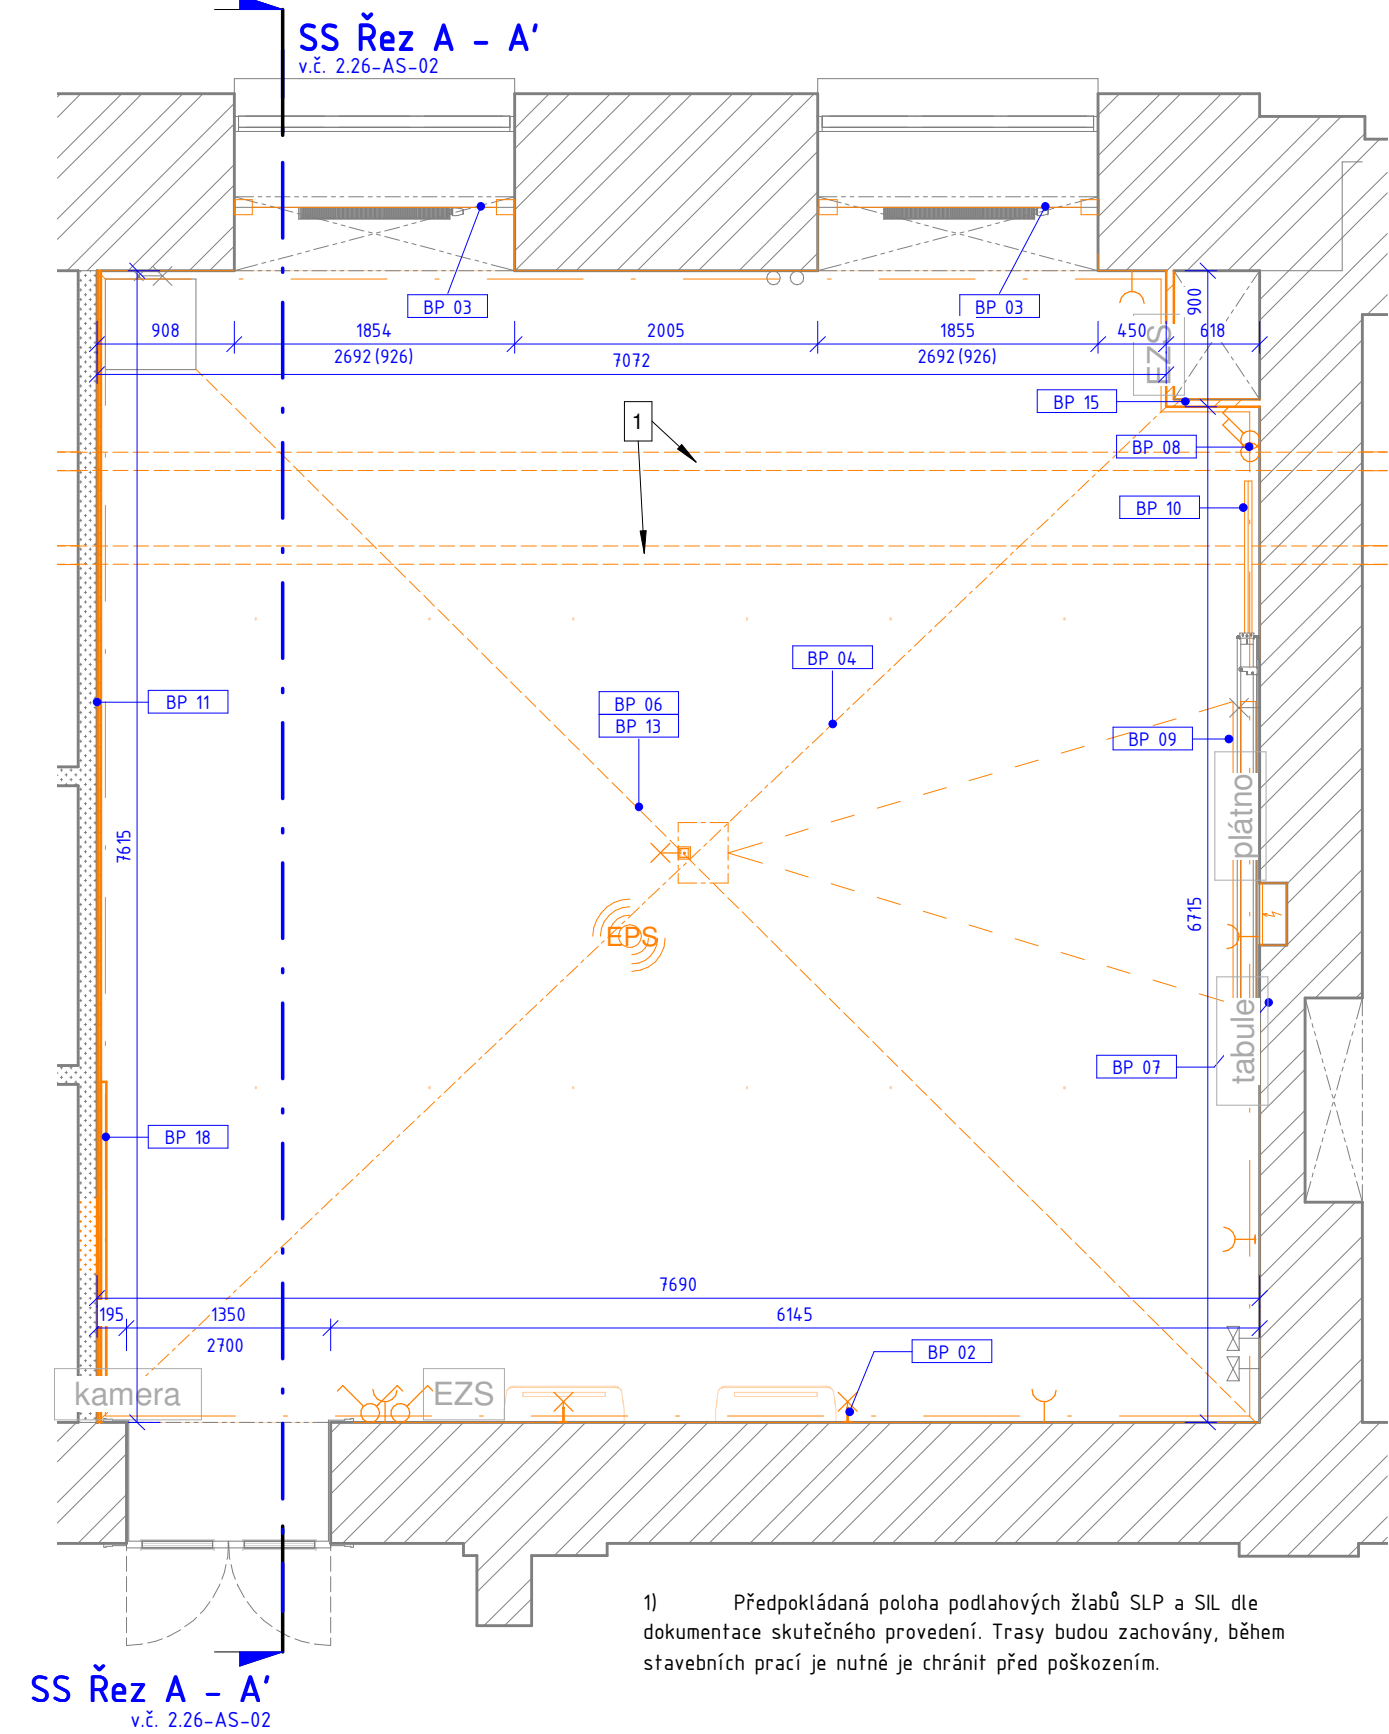 SS Řez A - A'
v.č. 2.26-AS-02
BP 03
BP 03
908
1854
2005
1855
450
618
900
EZS
2692 (926)
7072
2692 (926)
BP 15
1
BP 08
BP 10
BP 04
BP 11
BP 06
BP 13
BP 09
plátno
7615
6715
EPS
tabule
BP 07
BP 18
7690
195
1350
6145
2700
BP 02
kamera
EZS
1) Předpokládaná poloha podlahových žlabů SLP a SIL dle
dokumentace skutečného provedení. Trasy budou zachovány, během
stavebních prací je nutné je chránit před poškozením.
SS Řez A - A'
v.č. 2.26-AS-02